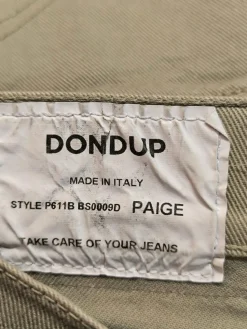 DONDUP
MADE IN ITALY
STYLE P611B BS0009D PAIGE
TAKE CARE OF YOUR JEANS